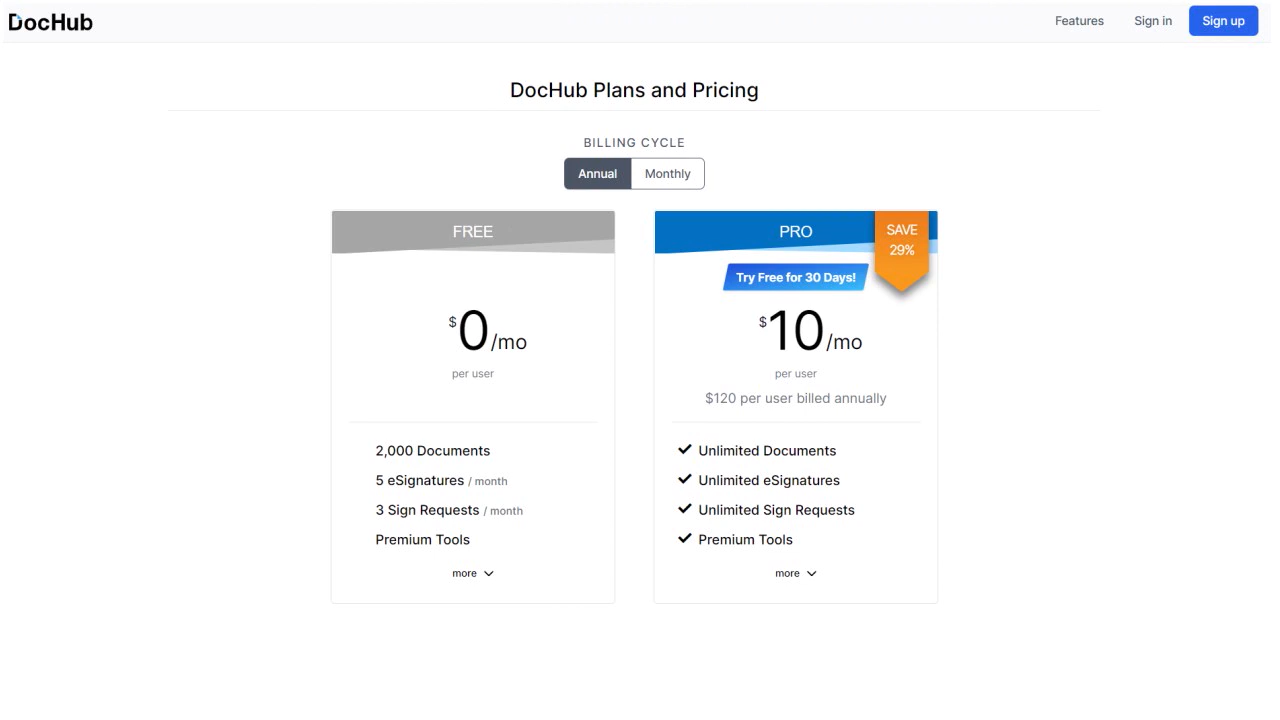 DocHub
Features
Sign in
Sign up
DocHub Plans and Pricing
BILLING CYCLE
Annual
Monthly
FREE
$0/mo
per user
2,000 Documents
5 eSignatures / month
3 Sign Requests / month
Premium Tools
more
PRO
SAVE
29%
Try Free for 30 Days!
$10/mo
per user
$120 per user billed annually
Unlimited Documents
Unlimited eSignatures
Unlimited Sign Requests
Premium Tools
more